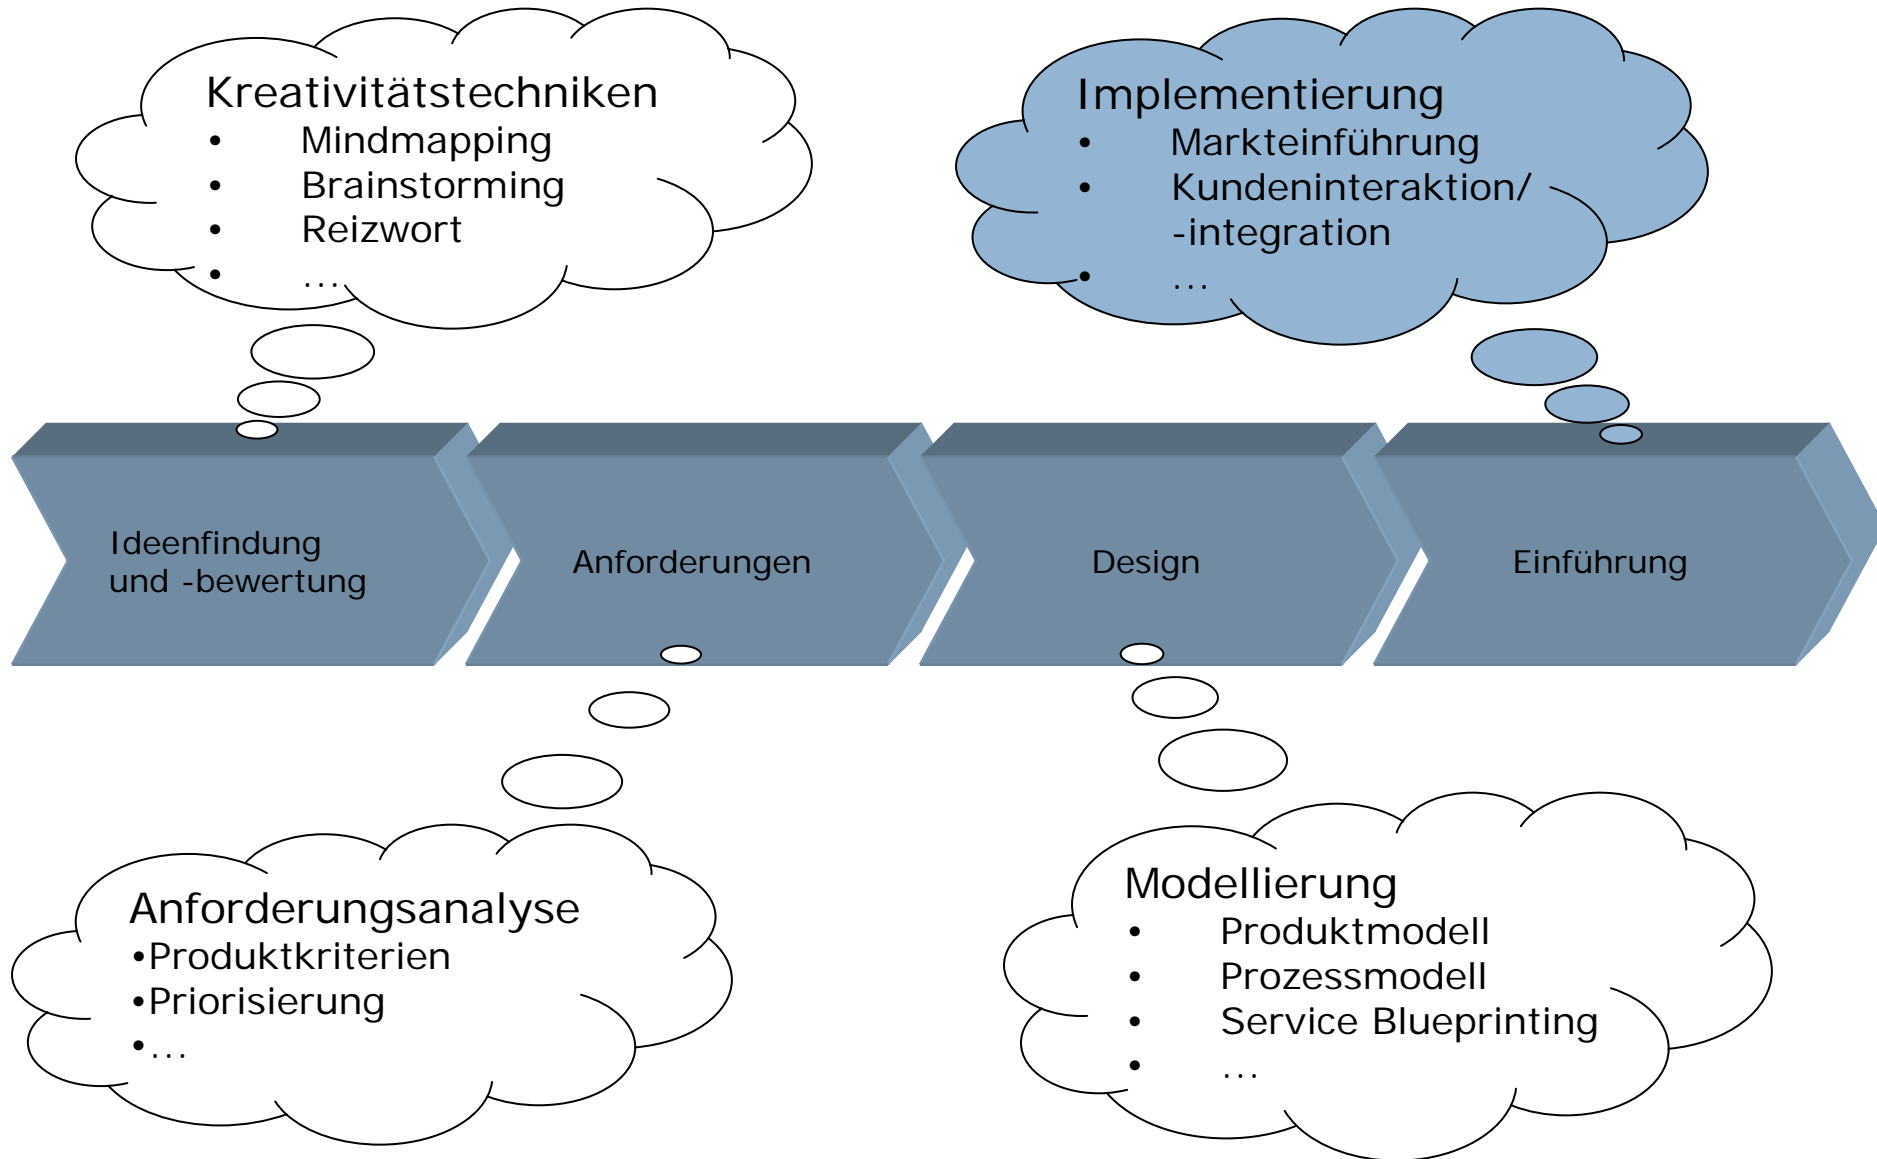 Kreativitätstechniken
• Mindmapping
• Brainstorming
• Reizwort
• ...
Implementierung
• Markteinführung
• Kundeninteraktion/
-integration
• ...
Ideenfindung
und -bewertung
Anforderungen
Design
Einführung
Anforderungsanalyse
•Produktkriterien
•Priorisierung
•...
Modellierung
• Produktmodell
• Prozessmodell
• Service Blueprinting
• ...